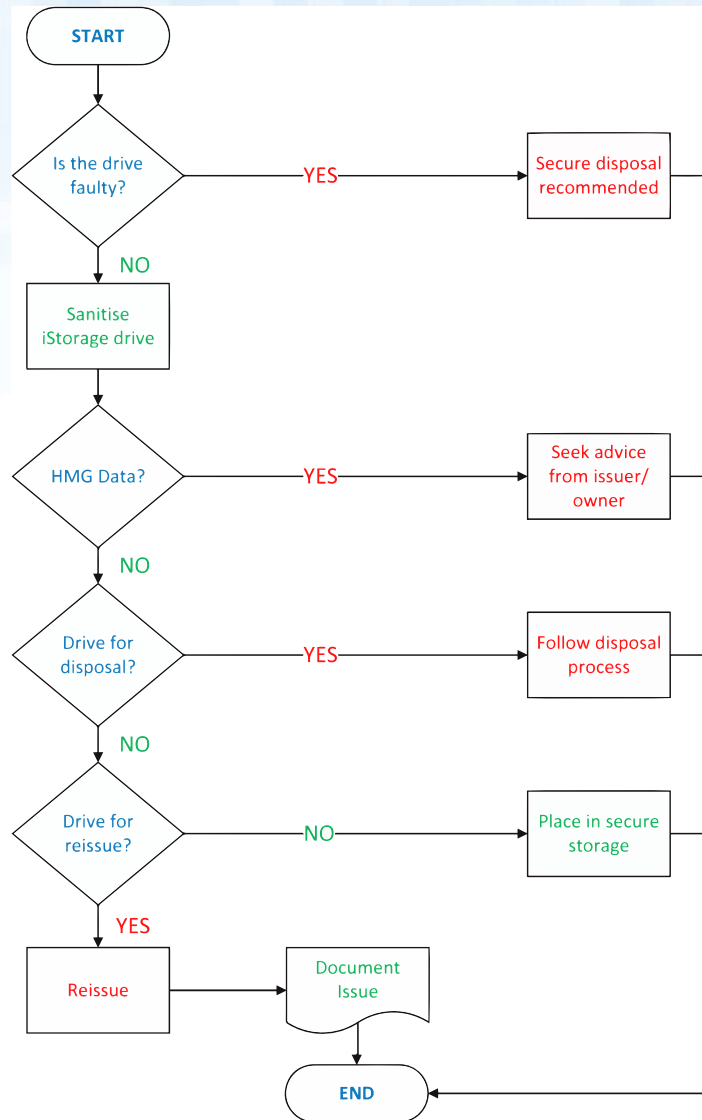 START
Is the drive
faulty?
YES
Secure disposal
recommended
NO
Sanitise
iStorage drive
HMG Data?
YES
Seek advice
from issuer/
owner
NO
Drive for
disposal?
YES
Follow disposal
process
NO
Drive for
reissue?
NO
Place in secure
storage
YES
Reissue
Document
Issue
END